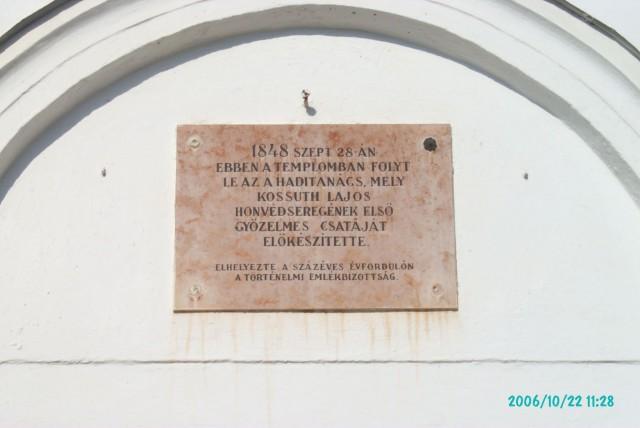 1848 SZEPT 28-ÁN
EBBEN A TEMPLOMBAN FOLYT
LE AZ A HADITANÁCS, MELY
KOSSUTH LAJOS
HONVÉDSEREGÉNEK ELSŐ
GYŐZELMES CSATÁJÁT
ELŐKÉSZÍTETTE.
ELHELYEZTE A SZÁZÉVES ÉVFORDULÓN
A TÖRTÉNELMI EMLÉKBIZOTTSÁG.
2006/10/22 11:28